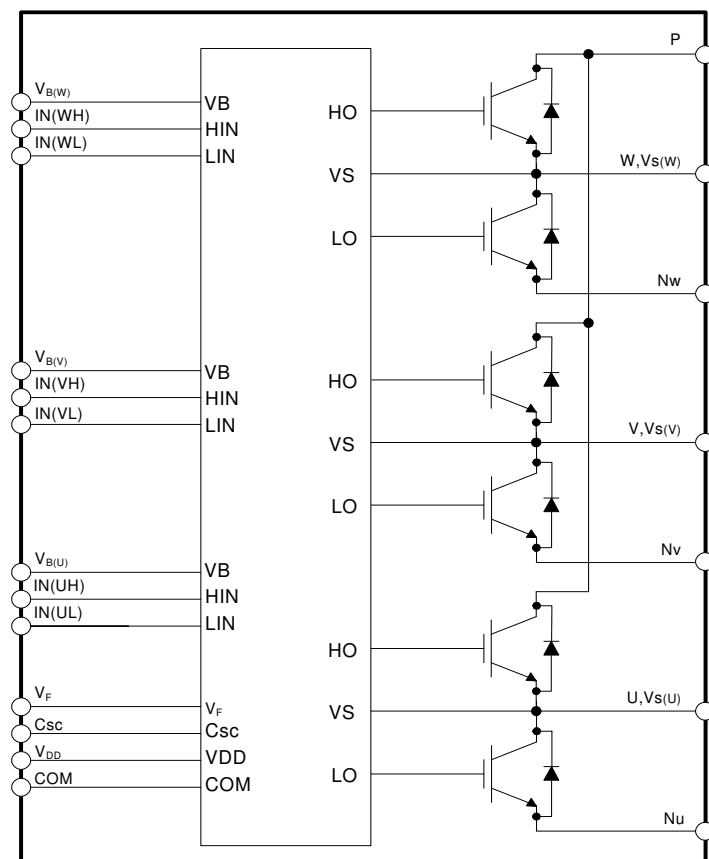 P
VB(W)
VB
IN(WH)
HO
HIN
IN(WL)
LIN
W,Vs(W)
VS
LO
Nw
VB(V)
VB
HO
IN(VH)
HIN
IN(VL)
LIN
V,Vs(V)
VS
LO
Nv
VB(U)
VB
IN(UH)
HIN
IN(UL)
LIN
HO
VF
VF
VS
U,Vs(U)
Csc
Csc
VDD
VDD
LO
COM
COM
Nu